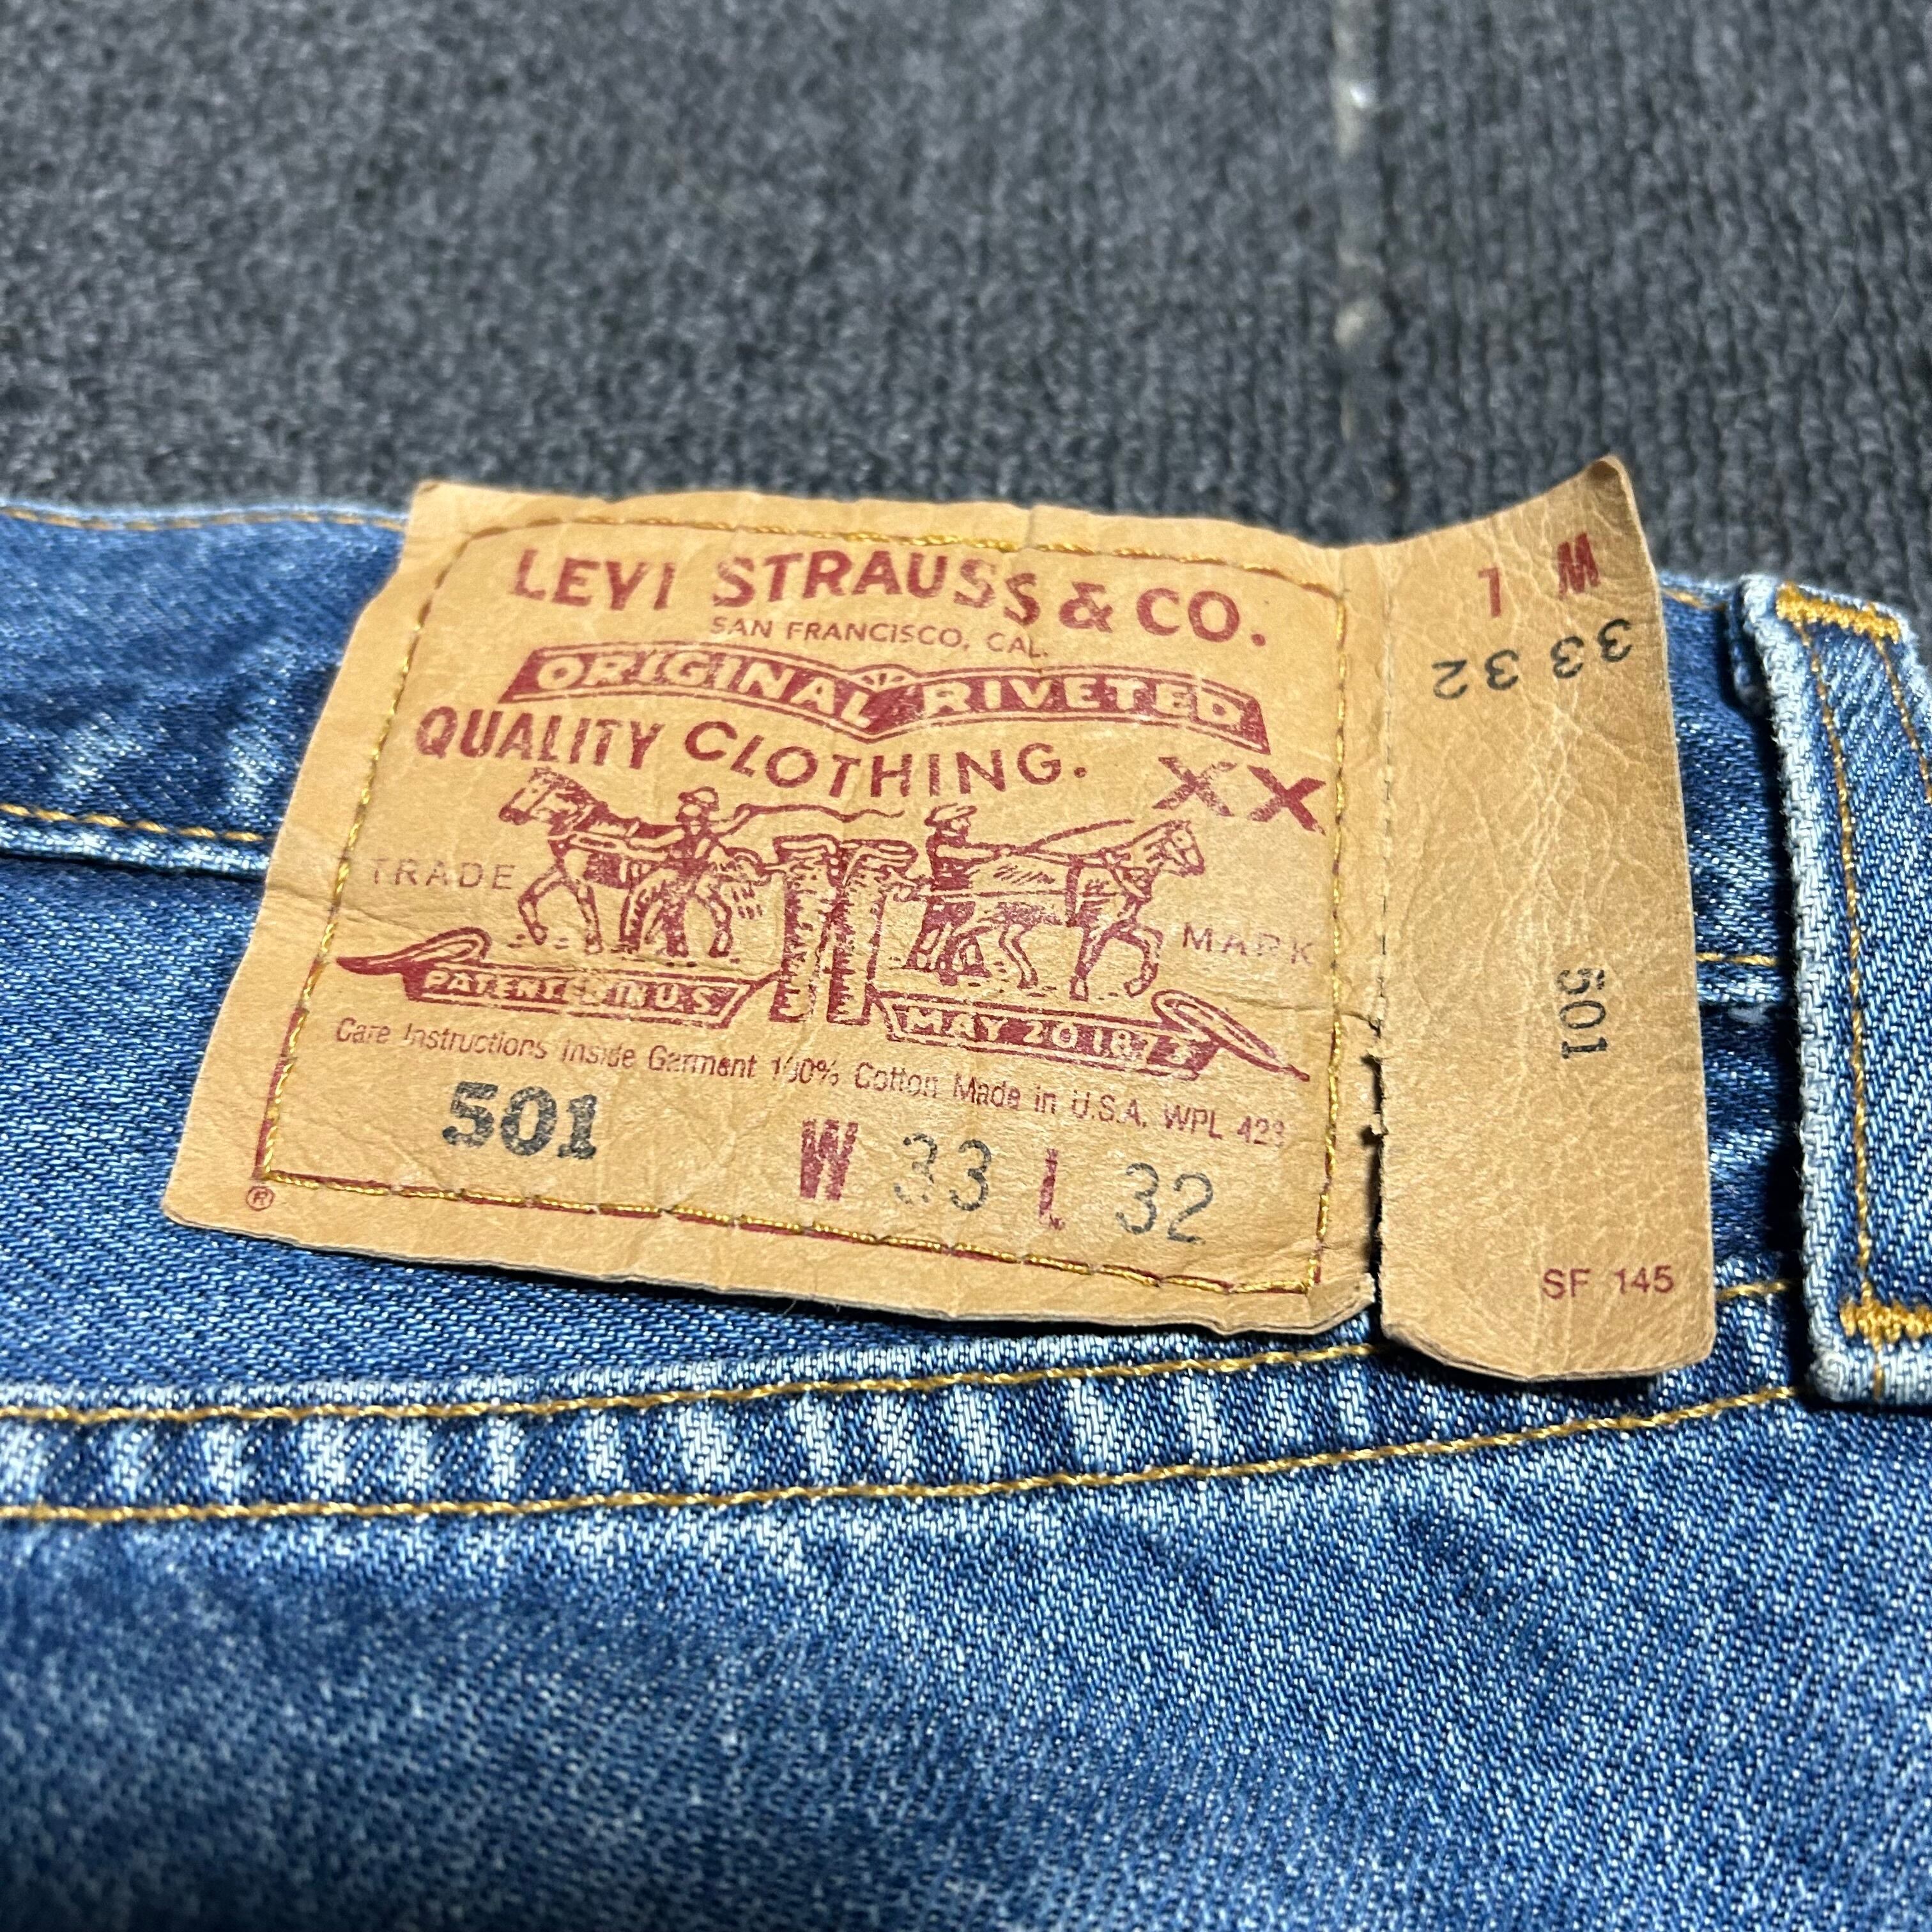 LEVI STRAUSS & CO.
SAN FRANCISCO, CAL.
ORIGINAL RIVETED
QUALITY CLOTHING. XX
TRADE MARK
PATENTED IN U.S MAY 20 1873
Care Instructions Inside Garment 100% Cotton Made in U.S.A. WPL 423
501 W 33 L 32
®
W L
33 32
501
SF 145